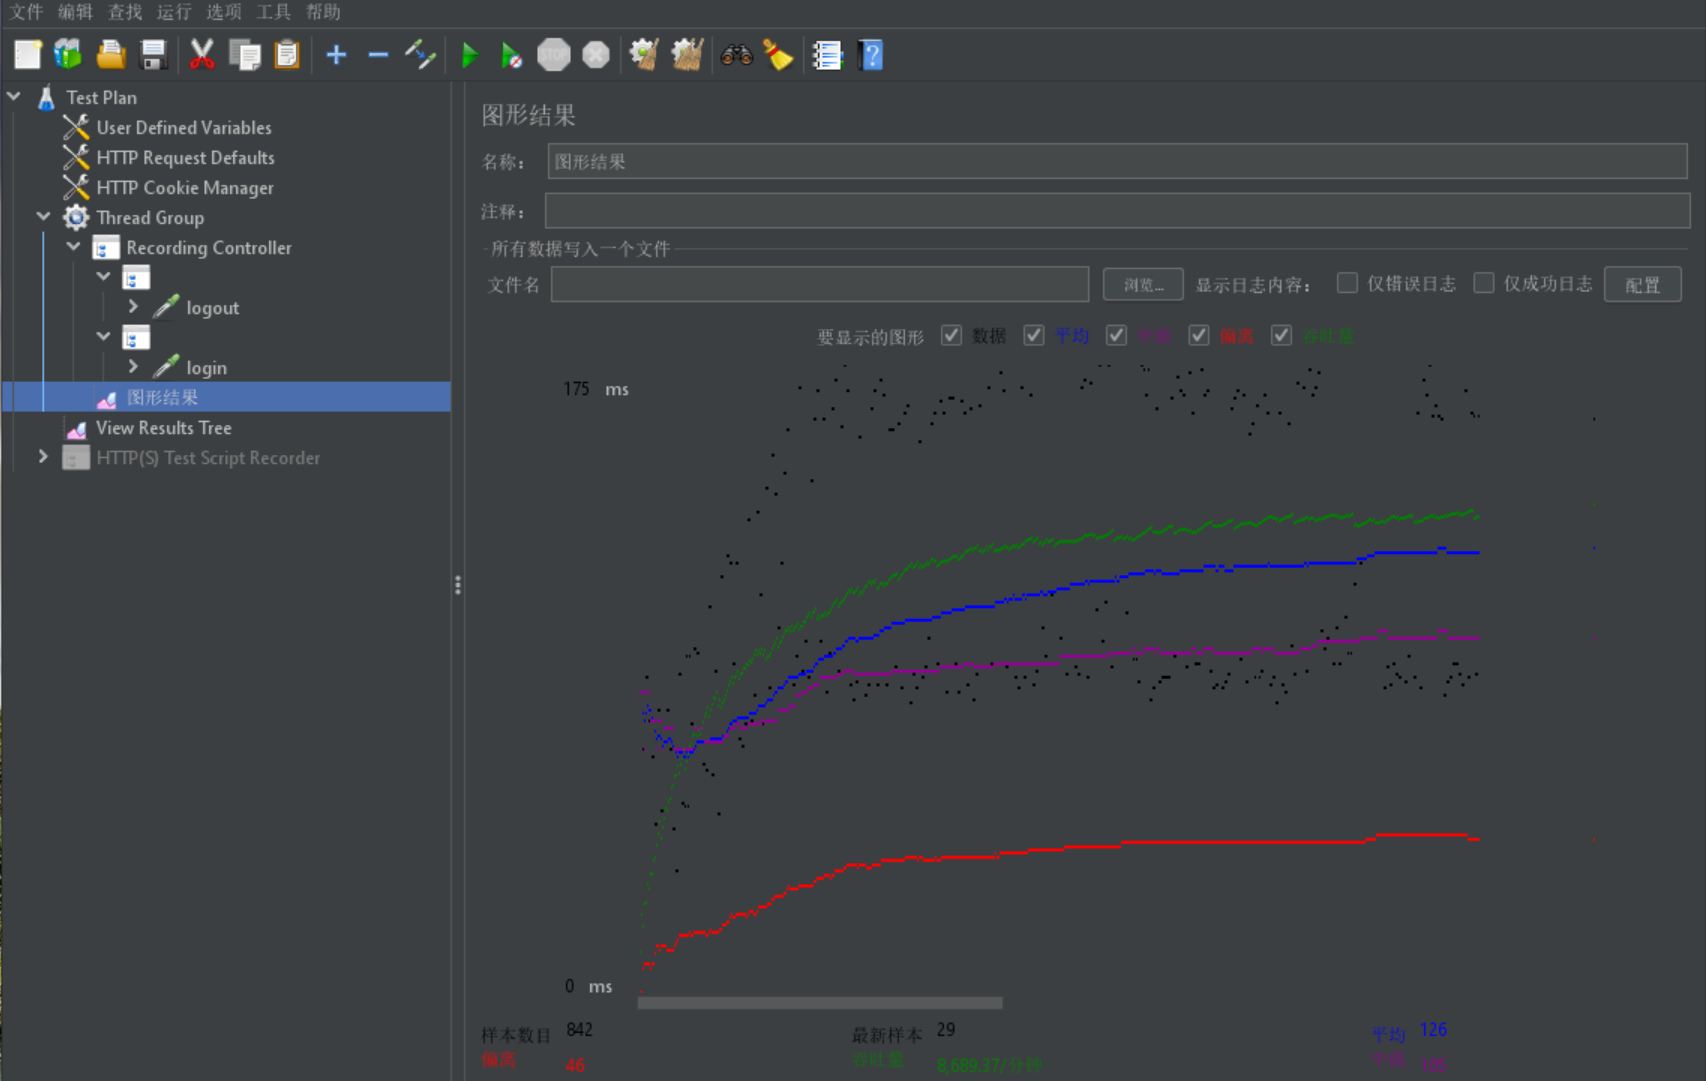 文件 编辑 查找 运行 选项 工具 帮助
STOP
Test Plan
User Defined Variables
HTTP Request Defaults
HTTP Cookie Manager
Thread Group
Recording Controller
logout
login
图形结果
View Results Tree
HTTP(S) Test Script Recorder
图形结果
名称： 图形结果
注释：
所有数据写入一个文件
文件名 浏览... 显示日志内容： 仅错误日志 仅成功日志 配置
要显示的图形 数据 平均 中值 偏离 吞吐量
175 ms
0 ms
样本数目 842 最新样本 29 平均 126
偏离 46 吞吐量 8,689.37/分钟 中值